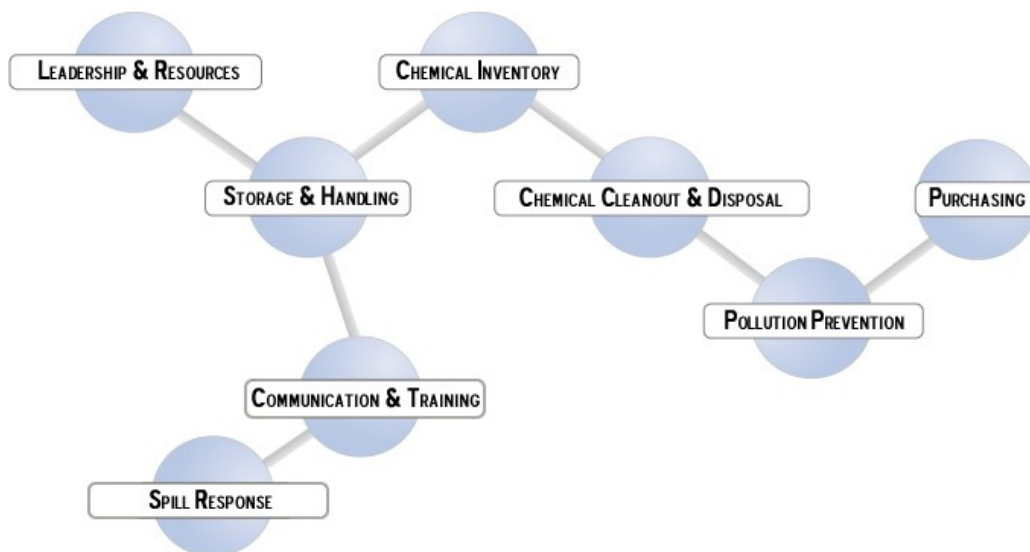 Leadership & Resources
Chemical Inventory
Storage & Handling
Chemical Cleanout & Disposal
Purchasing
Pollution Prevention
Communication & Training
Spill Response